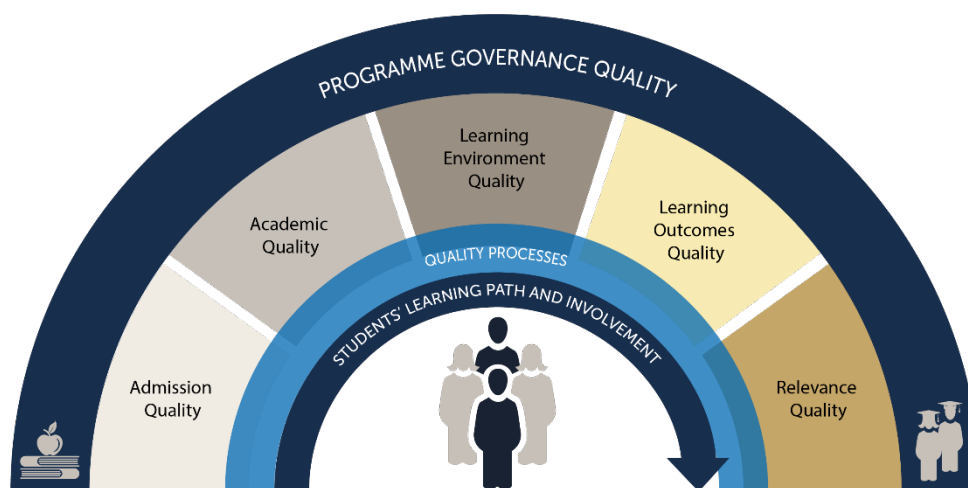 PROGRAMME GOVERNANCE QUALITY
Learning
Environment
Quality
Academic
Quality
Learning
Outcomes
Quality
Admission
Quality
Relevance
Quality
QUALITY PROCESSES
STUDENTS' LEARNING PATH AND INVOLVEMENT